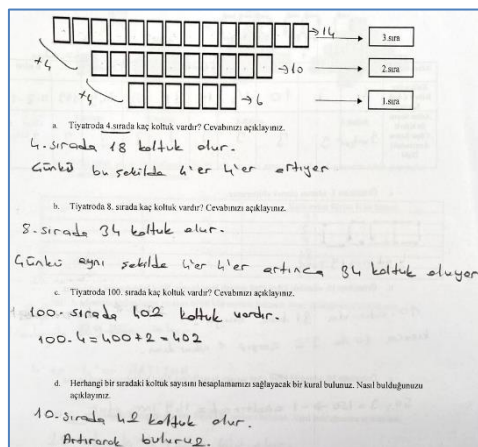 →14 3.sıra
+4 →10 2.sıra
+4 →6 1.sıra
a. Tiyatroda 4.sırada kaç koltuk vardır? Cevabınızı açıklayınız.
4. sırada 18 koltuk olur.
Çünkü bu şekilde 4'er 4'er artıyor
b. Tiyatroda 8. sırada kaç koltuk vardır? Cevabınızı açıklayınız.
8. sırada 34 koltuk olur.
Çünkü aynı şekilde 4'er 4'er artınca 34 koltuk oluyor
c. Tiyatroda 100. sırada kaç koltuk vardır? Cevabınızı açıklayınız.
100. sırada 402 koltuk vardır.
100.4=400+2=402
d. Herhangi bir sıradaki koltuk sayısını hesaplamamızı sağlayacak bir kural bulunuz. Nasıl bulduğunuzu
açıklayınız.
10. sırada 42 koltuk olur.
Artırarak buluruz.